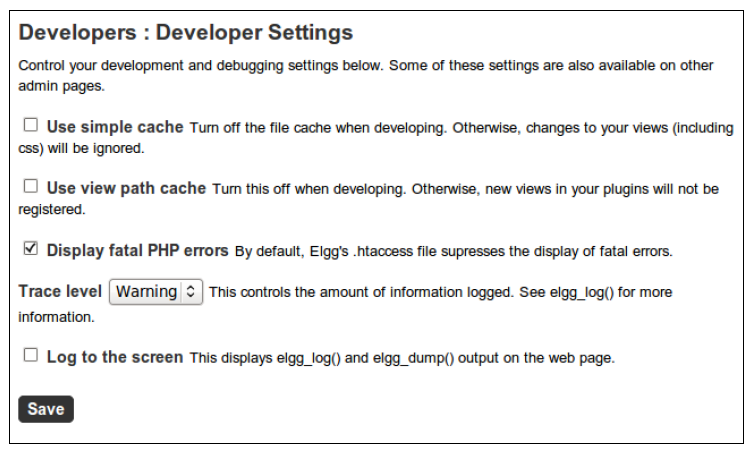 Developers : Developer Settings
Control your development and debugging settings below. Some of these settings are also available on other
admin pages.
Use simple cache Turn off the file cache when developing. Otherwise, changes to your views (including
css) will be ignored.
Use view path cache Turn this off when developing. Otherwise, new views in your plugins will not be
registered.
Display fatal PHP errors By default, Elgg's .htaccess file supresses the display of fatal errors.
Trace level Warning This controls the amount of information logged. See elgg_log() for more
information.
Log to the screen This displays elgg_log() and elgg_dump() output on the web page.
Save